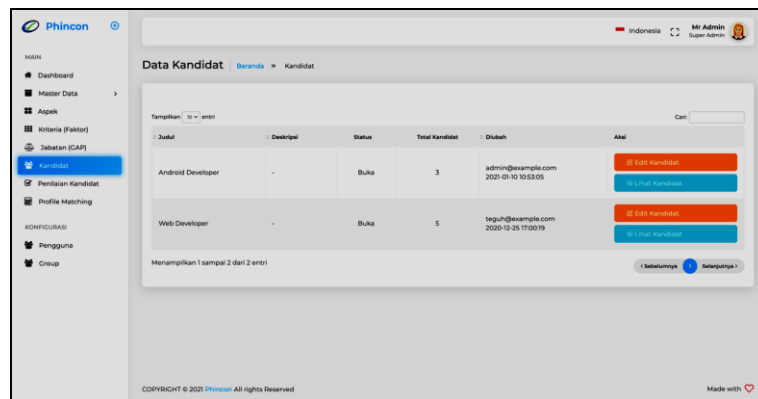 Phincon
Indonesia
Mr Admin
Super Admin
MAIN
Dashboard
Master Data
Aspek
Kriteria (Faktor)
Jabatan (GAP)
Kandidat
Penilaian Kandidat
Profile Matching
KONFIGURASI
Pengguna
Group
Data Kandidat Beranda » Kandidat
Tampilkan 10 entri
Cari:
Judul Deskripsi Status Total Kandidat Diubah Aksi
Android Developer - Buka 3 admin@example.com
2021-01-10 10:53:05
Edit Kandidat
Lihat Kandidat
Web Developer - Buka 5 teguh@example.com
2020-12-25 17:00:19
Edit Kandidat
Lihat Kandidat
Menampilkan 1 sampai 2 dari 2 entri
‹ Sebelumnya 1 Selanjutnya ›
COPYRIGHT © 2021 Phincon All rights Reserved
Made with